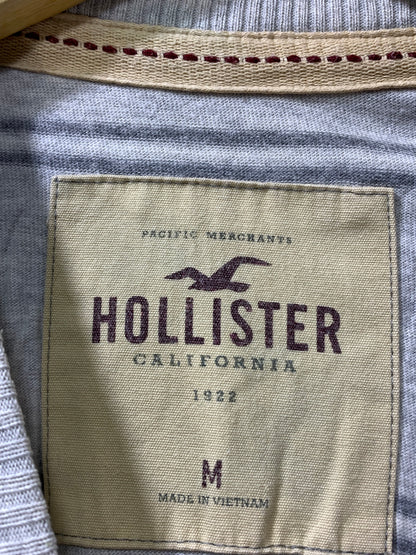 PACIFIC MERCHANTS
HOLLISTER
CALIFORNIA
1922
M
MADE IN VIETNAM